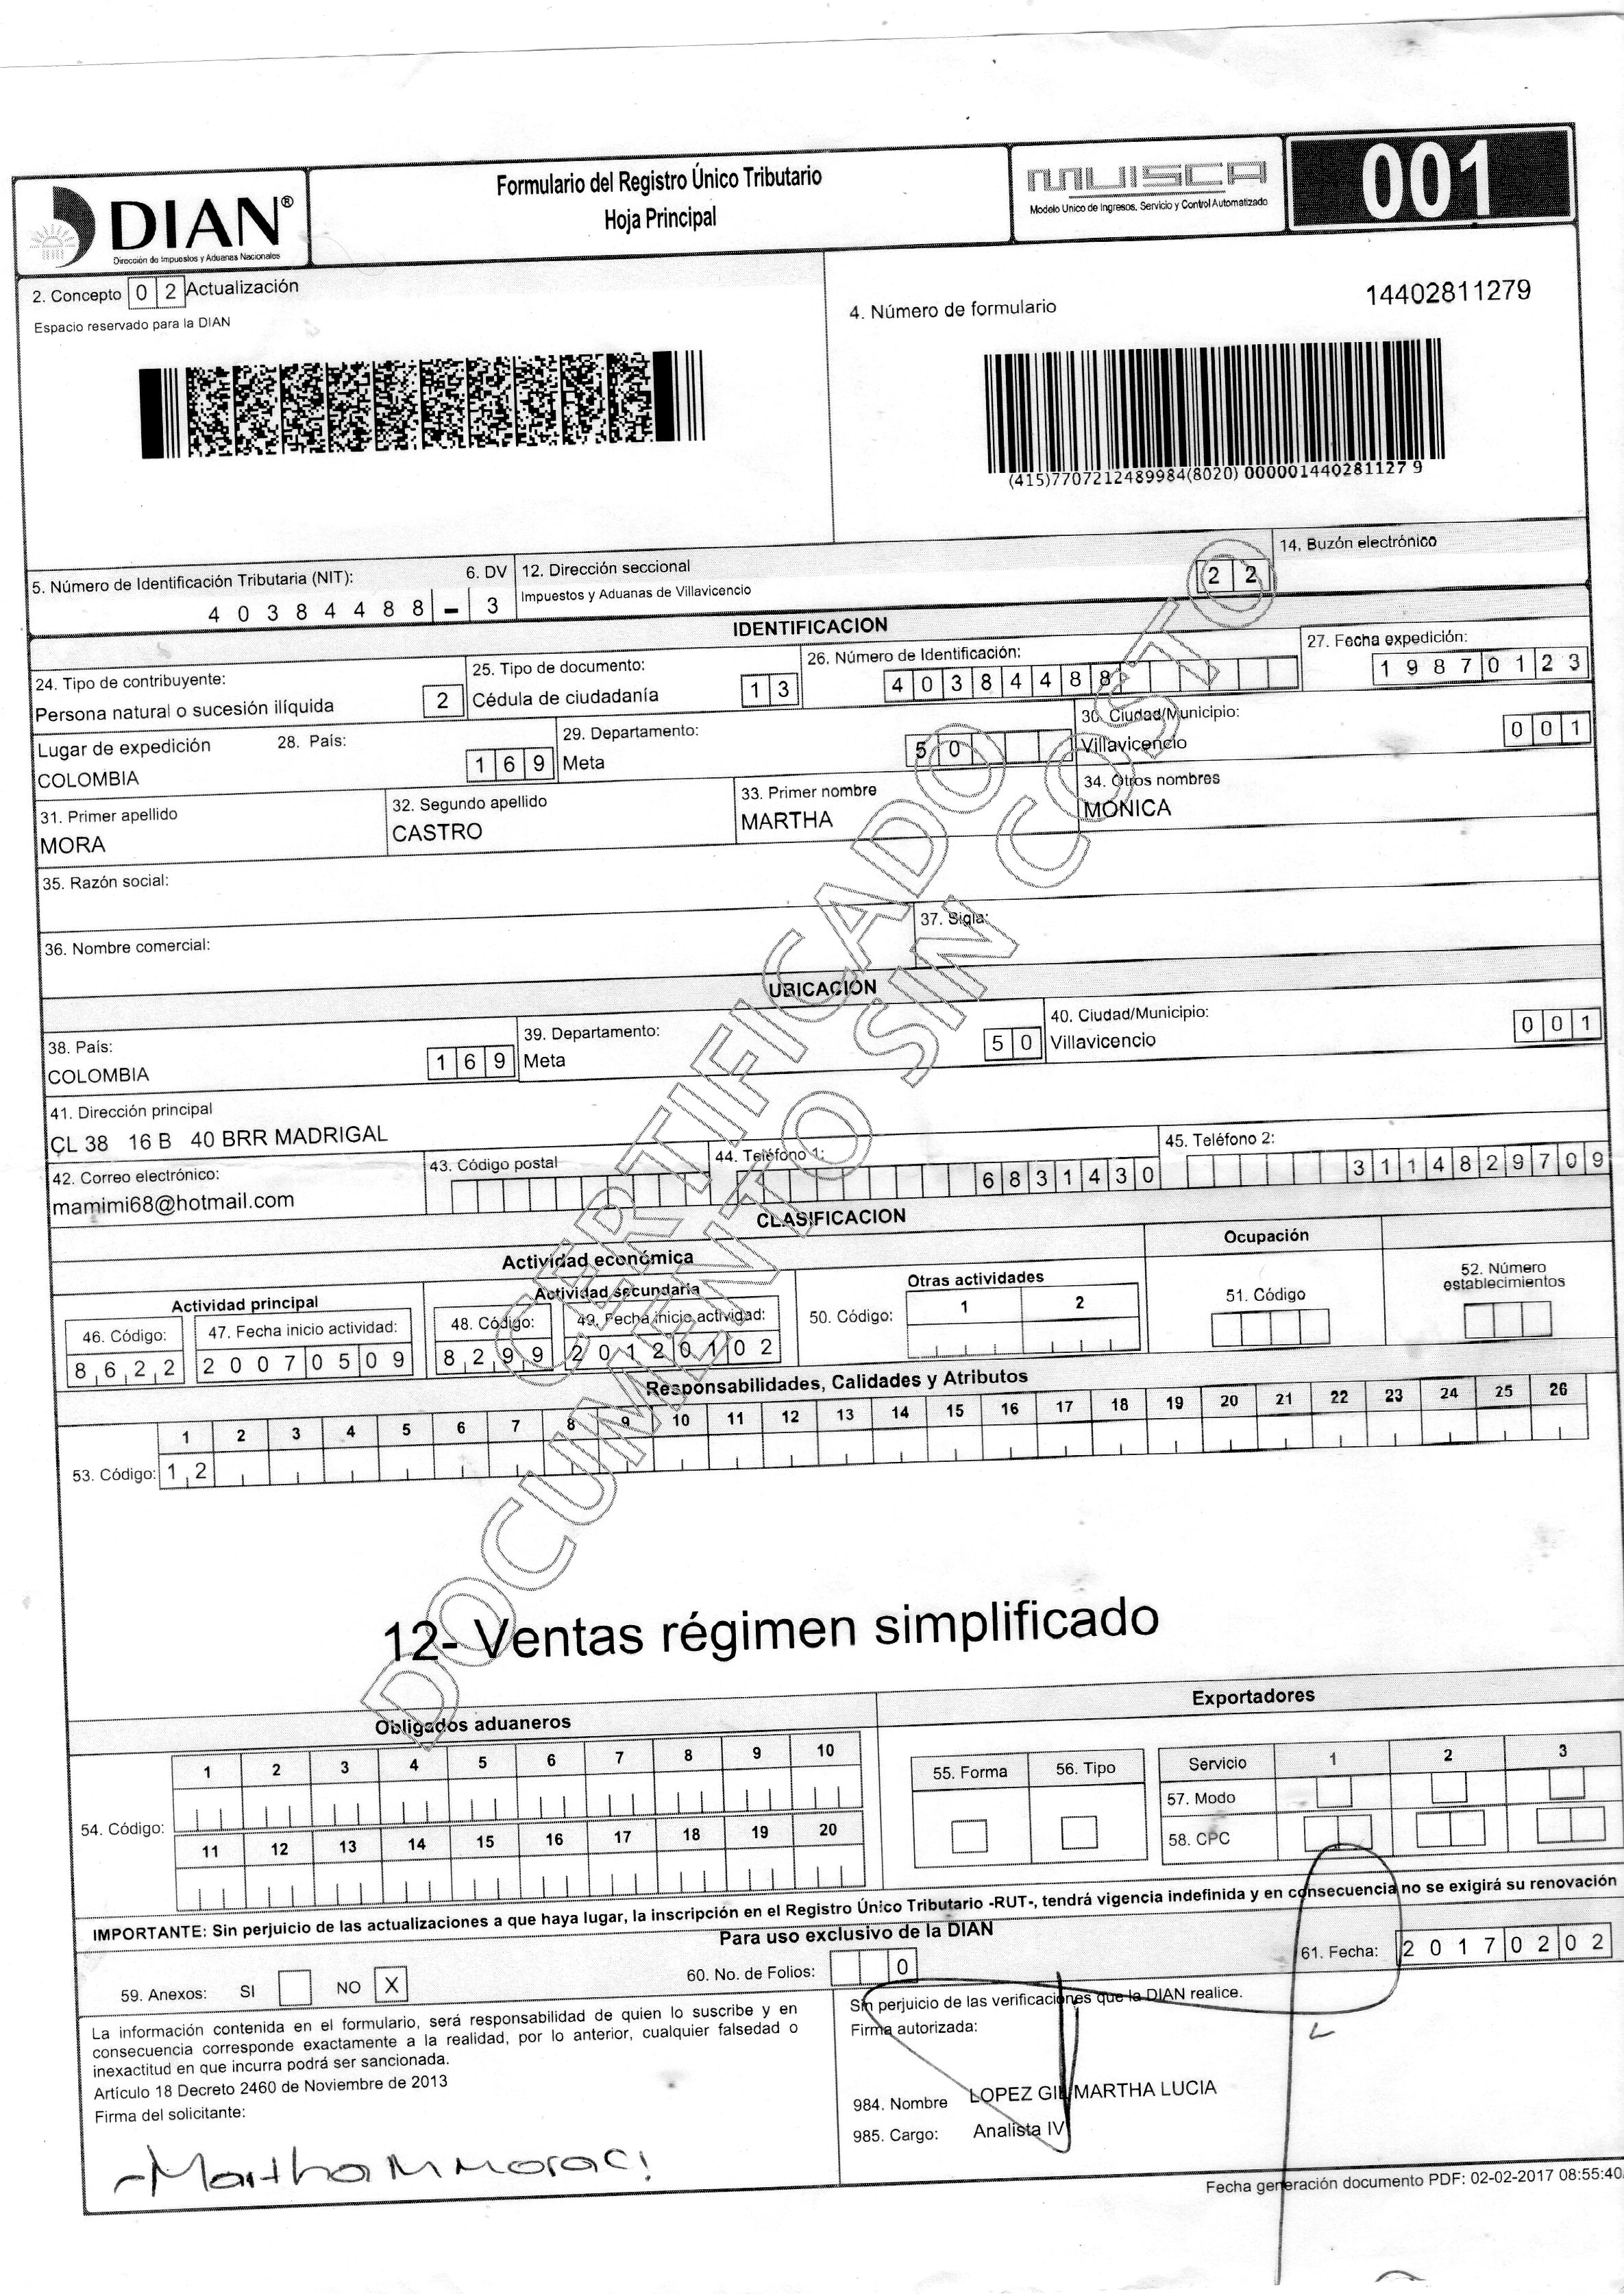 DIAN®
Dirección de Impuestos y Aduanas Nacionales
Formulario del Registro Único Tributario
Hoja Principal
MUISCA
Modelo Unico de Ingresos, Servicio y Control Automatizado
001
2. Concepto 0 2 Actualización
Espacio reservado para la DIAN
4. Número de formulario
14402811279
(415)7707212489984(8020) 000001440281127 9
5. Número de Identificación Tributaria (NIT):
4 0 3 8 4 4 8 8 -
6. DV
3
12. Dirección seccional
Impuestos y Aduanas de Villavicencio
2 2
14. Buzón electrónico
IDENTIFICACION
24. Tipo de contribuyente:
Persona natural o sucesión ilíquida
2
25. Tipo de documento:
Cédula de ciudadanía
1 3
26. Número de Identificación:
4 0 3 8 4 4 8 8
27. Fecha expedición:
1 9 8 7 0 1 2 3
Lugar de expedición
28. País:
COLOMBIA
1 6 9
29. Departamento:
Meta
5 0
30. Ciudad/Municipio:
Villavicencio
0 0 1
31. Primer apellido
MORA
32. Segundo apellido
CASTRO
33. Primer nombre
MARTHA
34. Otros nombres
MONICA
35. Razón social:
36. Nombre comercial:
37. Sigla:
UBICACIÓN
38. País:
COLOMBIA
1 6 9
39. Departamento:
Meta
5 0
40. Ciudad/Municipio:
Villavicencio
0 0 1
41. Dirección principal
CL 38 16 B 40 BRR MADRIGAL
42. Correo electrónico:
mamimi68@hotmail.com
43. Código postal
44. Teléfono 1:
6 8 3 1 4 3 0
45. Teléfono 2:
3 1 1 4 8 2 9 7 0 9
CLASIFICACION
Actividad económica
Ocupación
Actividad principal
Actividad secundaria
Otras actividades
52. Número establecimientos
46. Código:
8 6 2 2
47. Fecha inicio actividad:
2 0 0 7 0 5 0 9
48. Código:
8 2 9 9
49. Fecha inicio actividad:
2 0 1 2 0 1 0 2
50. Código:
1 2
51. Código
Responsabilidades, Calidades y Atributos
1 2 3 4 5 6 7 8 9 10 11 12 13 14 15 16 17 18 19 20 21 22 23 24 25 26
53. Código: 1 2
12- Ventas régimen simplificado
CERTIFICADO
DOCUMENTO SIN COSTO
Obligados aduaneros
Exportadores
1 2 3 4 5 6 7 8 9 10
54. Código:
11 12 13 14 15 16 17 18 19 20
55. Forma
56. Tipo
Servicio 1 2 3
57. Modo
58. CPC
IMPORTANTE: Sin perjuicio de las actualizaciones a que haya lugar, la inscripción en el Registro Único Tributario -RUT-, tendrá vigencia indefinida y en consecuencia no se exigirá su renovación
Para uso exclusivo de la DIAN
59. Anexos: SI NO X
60. No. de Folios: 0
61. Fecha: 2 0 1 7 0 2 0 2
La información contenida en el formulario, será responsabilidad de quien lo suscribe y en
consecuencia corresponde exactamente a la realidad, por lo anterior, cualquier falsedad o
inexactitud en que incurra podrá ser sancionada.
Artículo 18 Decreto 2460 de Noviembre de 2013
Firma del solicitante:
Martha M Mora C
Sin perjuicio de las verificaciones que la DIAN realice.
Firma autorizada:
984. Nombre LOPEZ GIL MARTHA LUCIA
985. Cargo: Analista IV
Fecha generación documento PDF: 02-02-2017 08:55:40